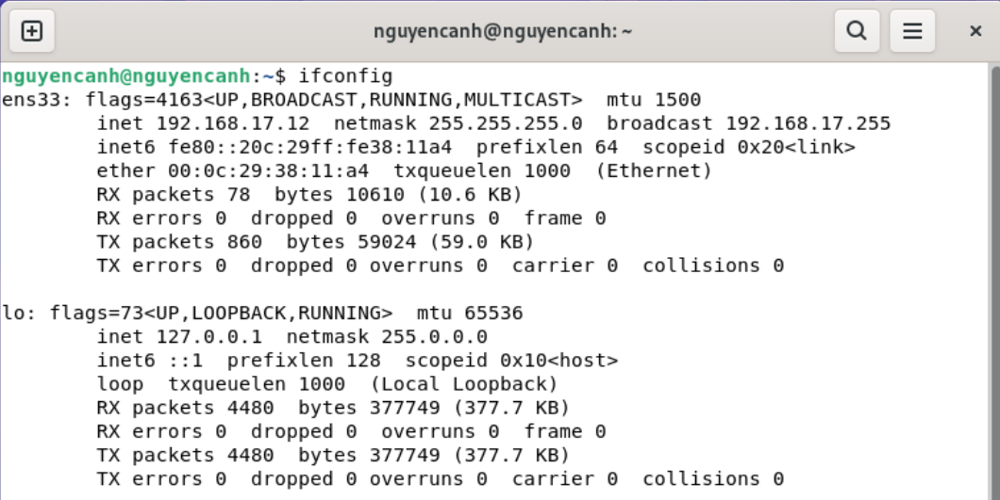 nguyencanh@nguyencanh: ~
nguyencanh@nguyencanh:~$ ifconfig
ens33: flags=4163<UP,BROADCAST,RUNNING,MULTICAST>  mtu 1500
        inet 192.168.17.12  netmask 255.255.255.0  broadcast 192.168.17.255
        inet6 fe80::20c:29ff:fe38:11a4  prefixlen 64  scopeid 0x20<link>
        ether 00:0c:29:38:11:a4  txqueuelen 1000  (Ethernet)
        RX packets 78  bytes 10610 (10.6 KB)
        RX errors 0  dropped 0  overruns 0  frame 0
        TX packets 860  bytes 59024 (59.0 KB)
        TX errors 0  dropped 0 overruns 0  carrier 0  collisions 0

lo: flags=73<UP,LOOPBACK,RUNNING>  mtu 65536
        inet 127.0.0.1  netmask 255.0.0.0
        inet6 ::1  prefixlen 128  scopeid 0x10<host>
        loop  txqueuelen 1000  (Local Loopback)
        RX packets 4480  bytes 377749 (377.7 KB)
        RX errors 0  dropped 0  overruns 0  frame 0
        TX packets 4480  bytes 377749 (377.7 KB)
        TX errors 0  dropped 0 overruns 0  carrier 0  collisions 0